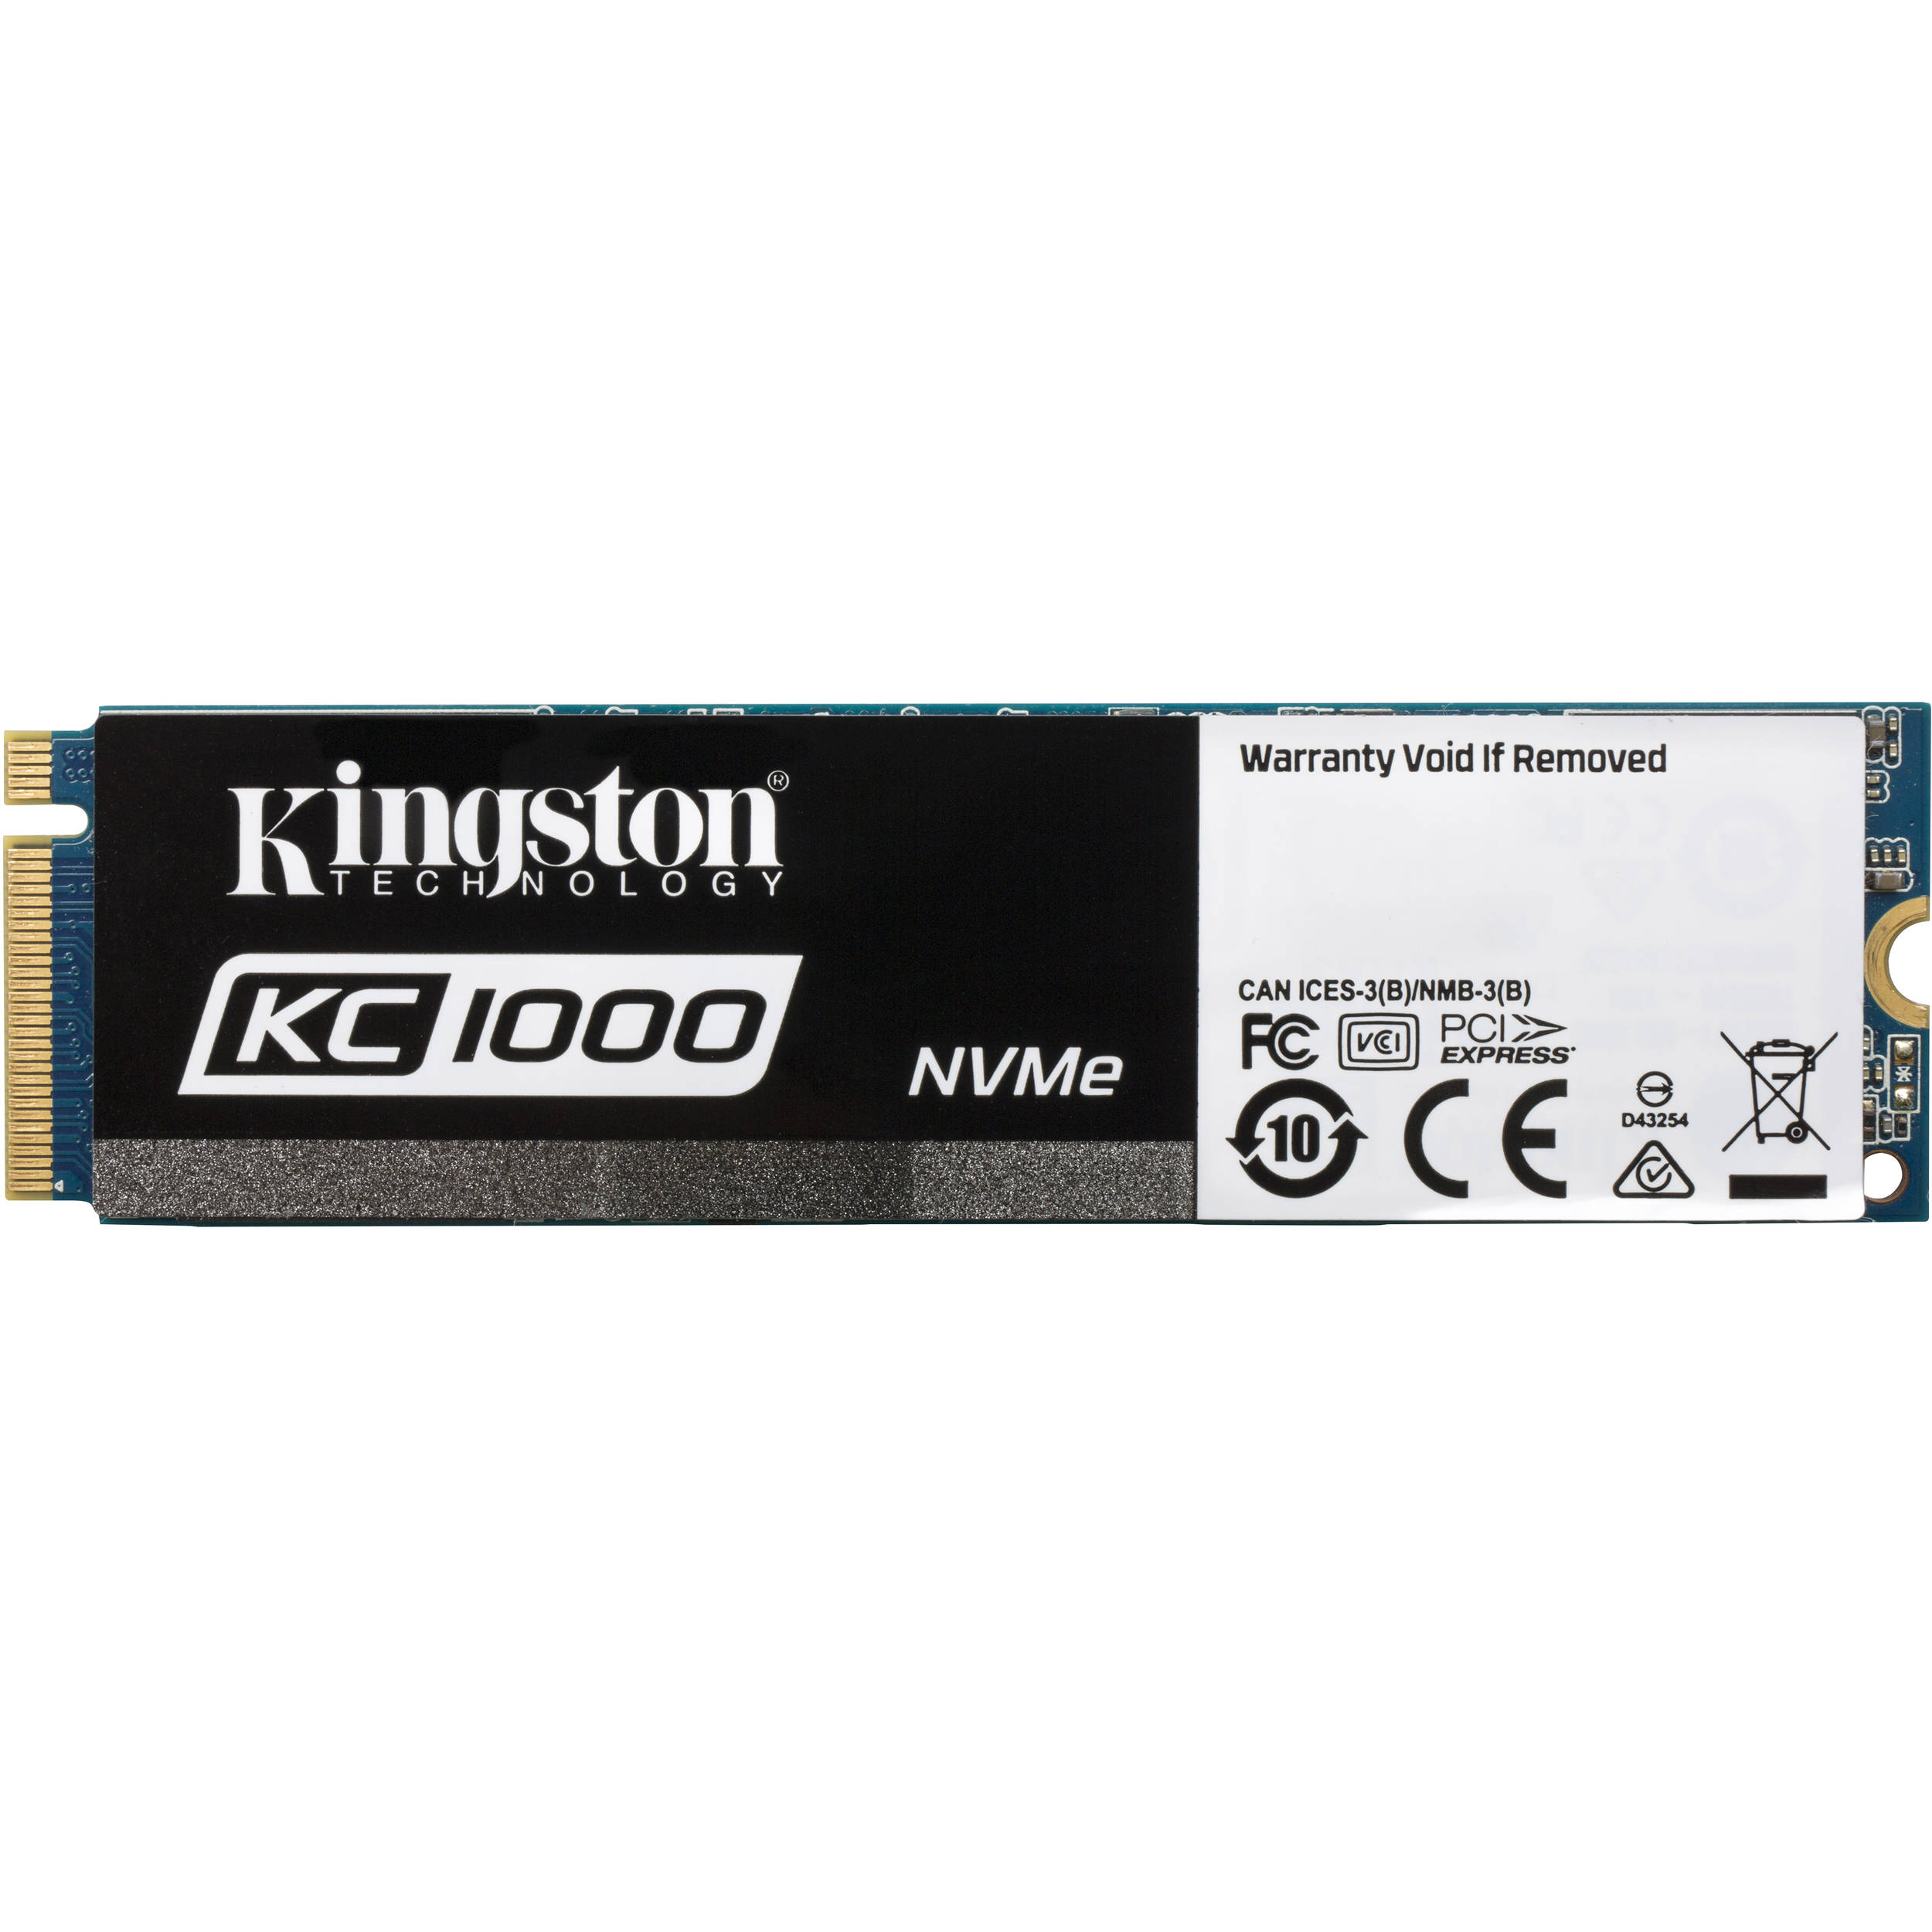 Kingston®
TECHNOLOGY
KC1000
NVMe
Warranty Void If Removed
CAN ICES-3(B)/NMB-3(B)
FC VCI PCI
EXPRESS®
10 CE
D43254